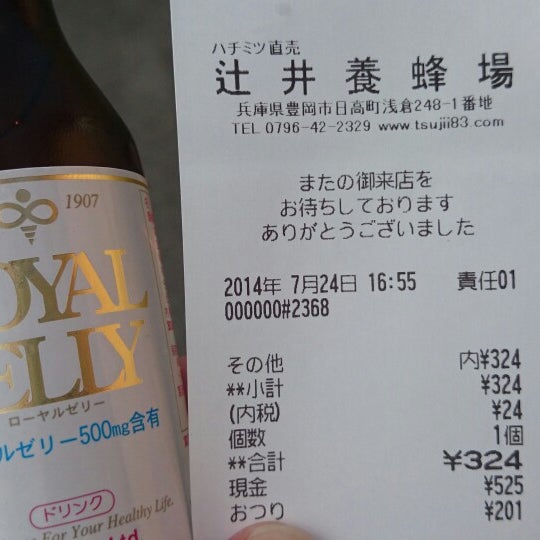 1907
ROYAL
JELLY
ローヤルゼリー
ルゼリー500mg含有
ドリンク
For Your Healthy Life.
Ltd
ハチミツ直売
辻井養蜂場
兵庫県豊岡市日高町浅倉248-1番地
TEL 0796-42-2329 www.tsujii83.com
またの御来店を
お待ちしております
ありがとうございました
2014年 7月24日 16:55 責任01
000000#2368
その他 内¥324
**小計 ¥324
(内税) ¥24
個数 1個
**合計 ¥324
現金 ¥525
おつり ¥201